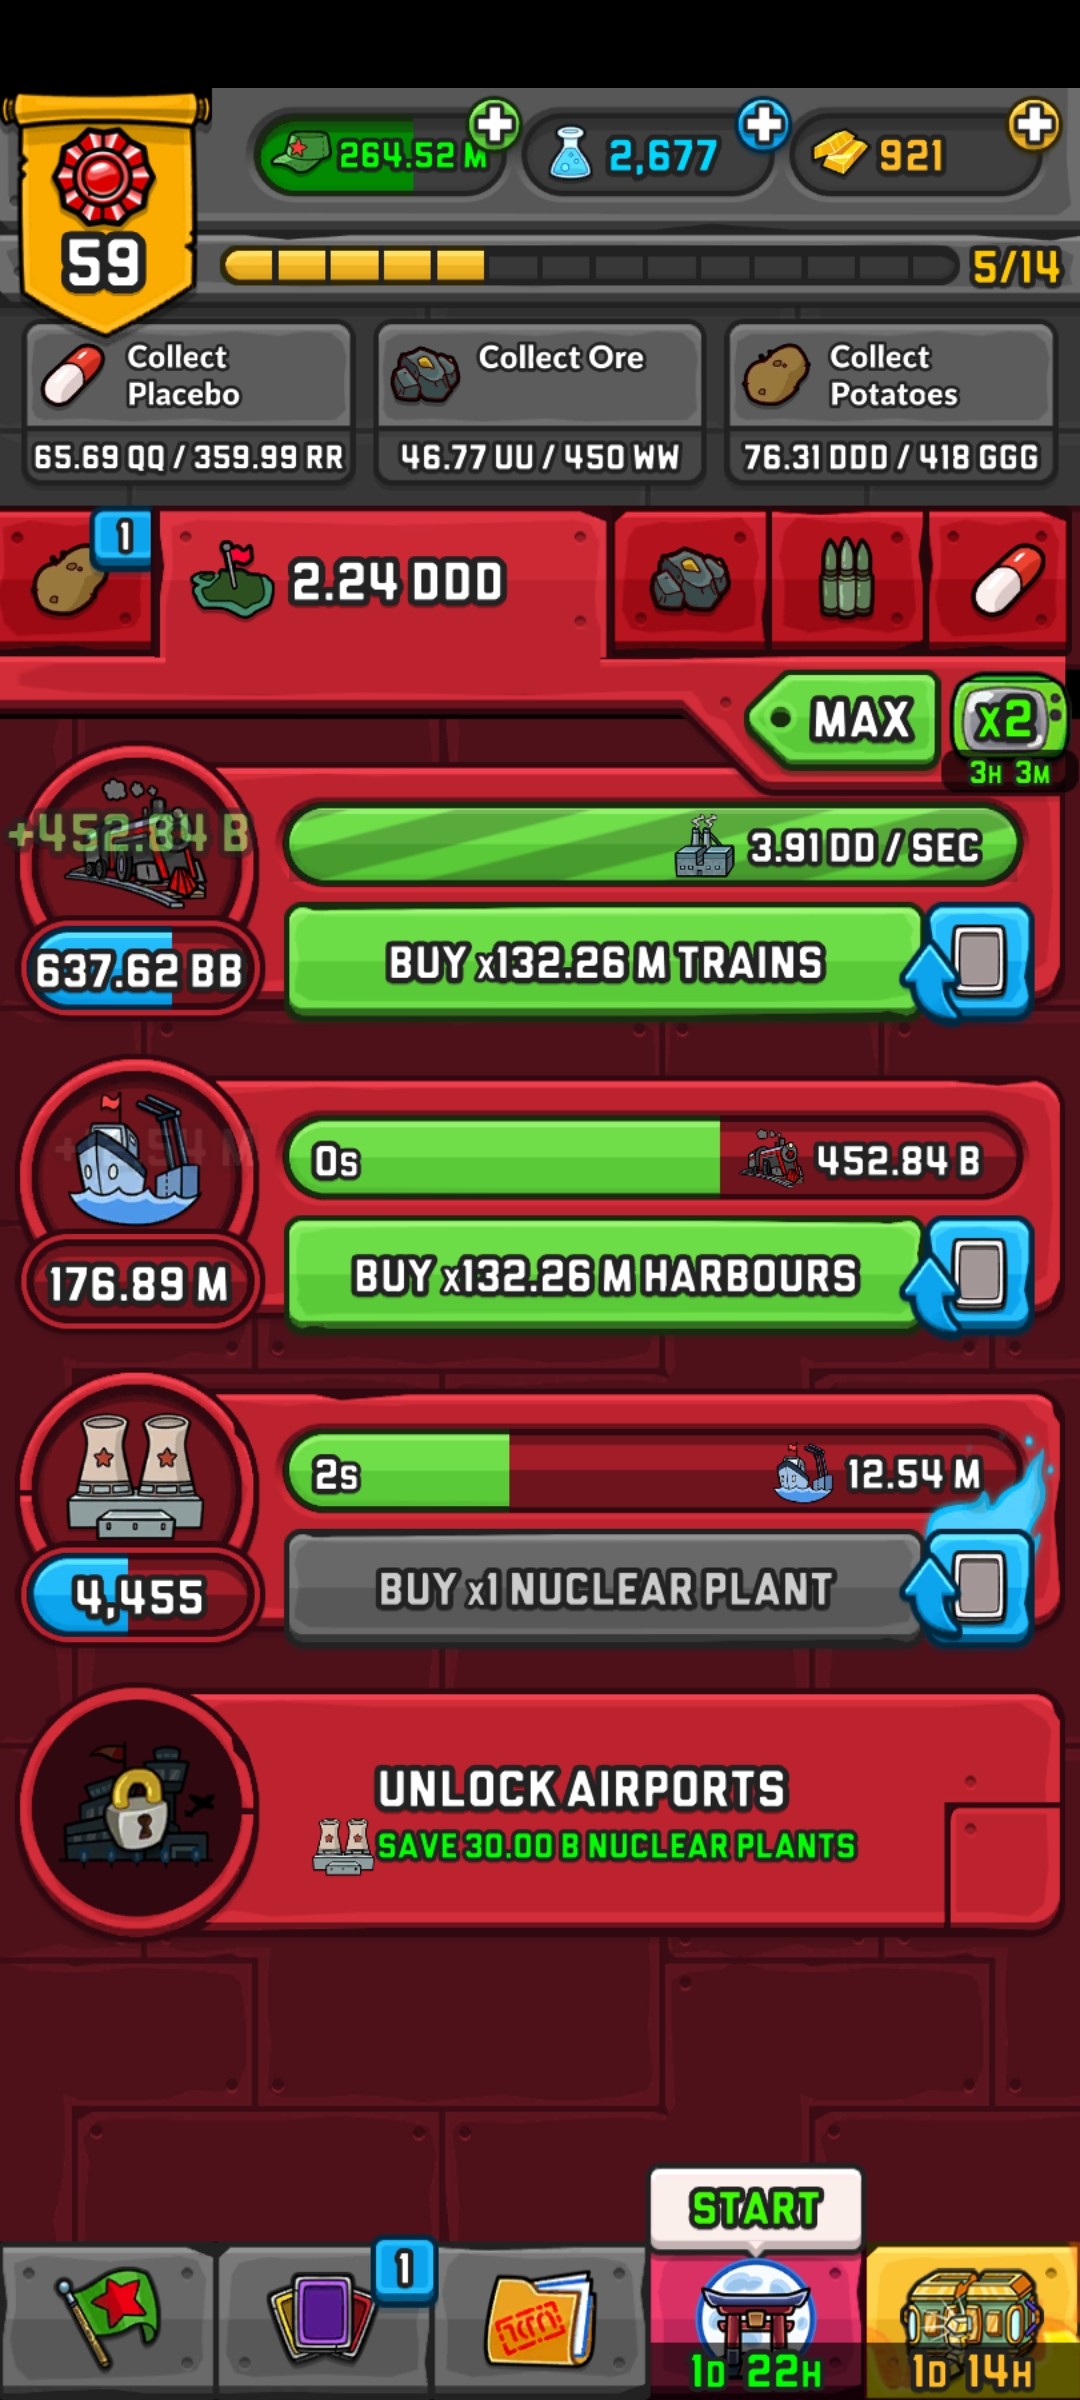 264.52 M
2,677
921
59
5/14
Collect
Placebo
65.69 QQ / 359.99 RR
Collect Ore
46.77 UU / 450 WW
Collect
Potatoes
76.31 DDD / 418 GGG
1
2.24 DDD
MAX
x2
3H 3M
+452.84 B
3.91 DD / SEC
637.62 BB
BUY x132.26 M TRAINS
0s
452.84 B
176.89 M
BUY x132.26 M HARBOURS
2s
12.54 M
4,455
BUY x1 NUCLEAR PLANT
UNLOCK AIRPORTS
SAVE 30.00 B NUCLEAR PLANTS
START
1
1D 22H
1D 14H